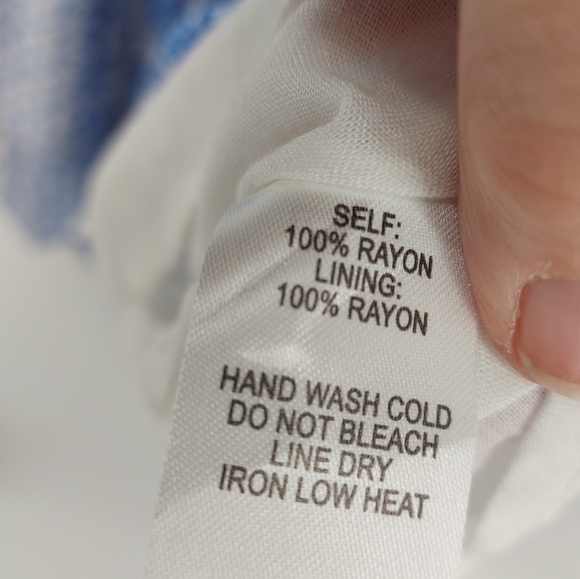 SELF:
100% RAYON
LINING:
100% RAYON
HAND WASH COLD
DO NOT BLEACH
LINE DRY
IRON LOW HEAT